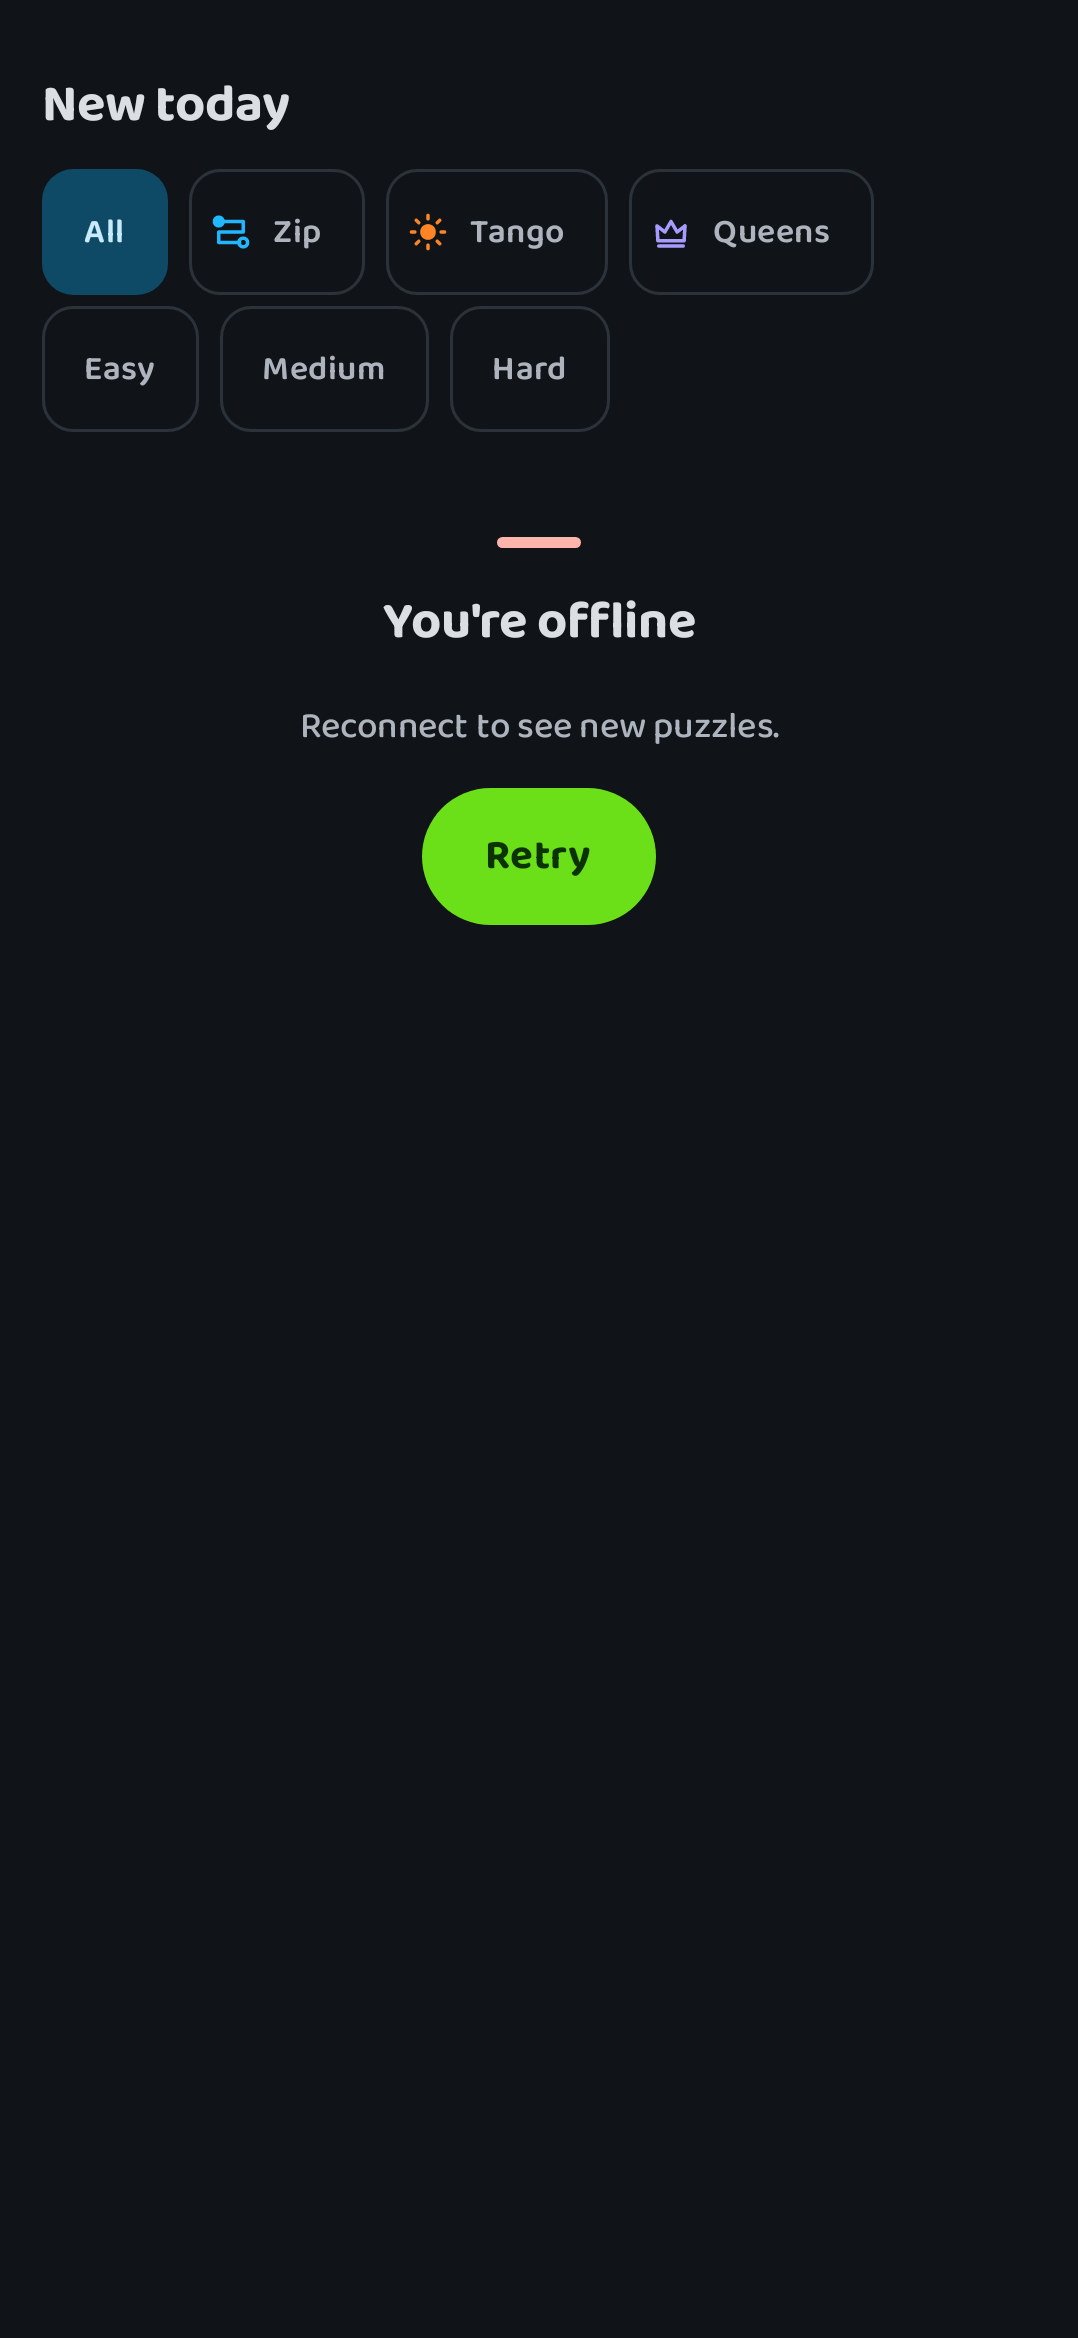 New today
All Zip Tango Queens
Easy Medium Hard
You're offline
Reconnect to see new puzzles.
Retry